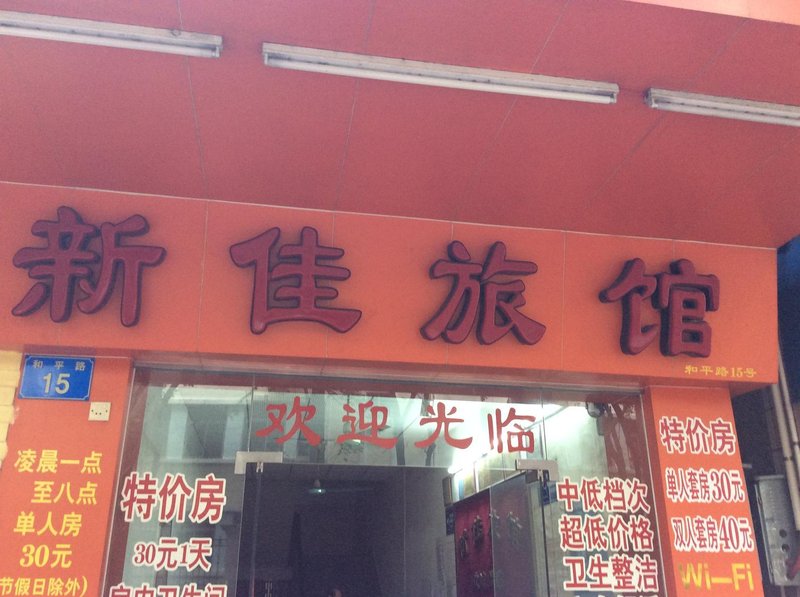 新佳旅馆
和平路15号
和平路
15
欢迎光临
凌晨一点
至八点
单人房
30元
节假日除外)
特价房
30元1天
中低档次
超低价格
卫生整洁
特价房
单人套房30元
双人套房40元
Wi-Fi